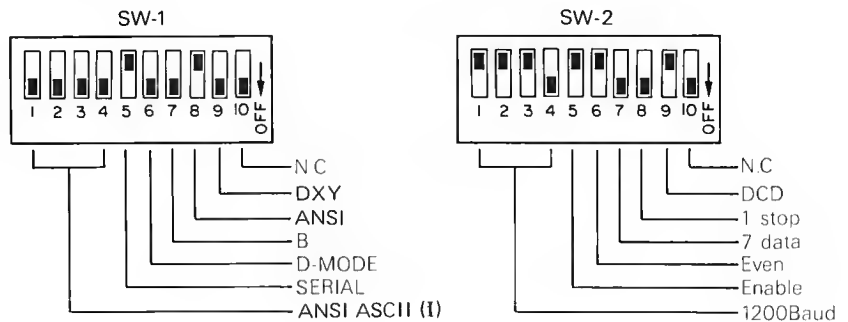 SW-1
1 2 3 4 5 6 7 8 9 10 OFF
N C
DXY
ANSI
B
D-MODE
SERIAL
ANSI ASCII (I)
SW-2
1 2 3 4 5 6 7 8 9 10 OFF
N.C
DCD
1 stop
7 data
Even
Enable
1200Baud